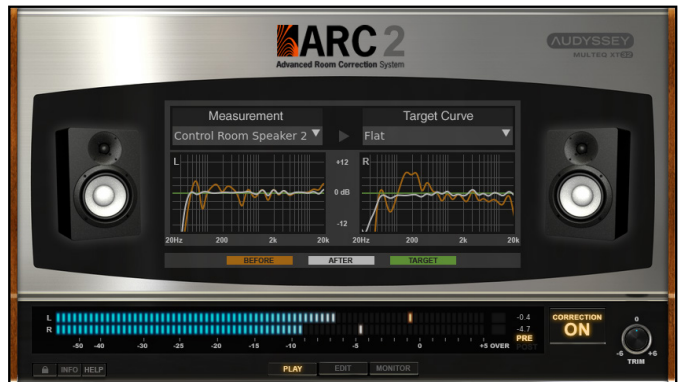 ARC 2
Advanced Room Correction System
AUDYSSEY
MULTEQ XT32
Measurement
Target Curve
Control Room Speaker 2
Flat
L
+12
R
0 dB
-12
20Hz 200 2k 20k
20Hz 200 2k 20k
BEFORE AFTER TARGET
L
-0.4
R
-4.7
PRE
POST
-50 -40 -30 -25 -20 -15 -10 -5 0 +5 OVER
CORRECTION
ON
0
-6 +6
TRIM
INFO HELP
PLAY EDIT MONITOR